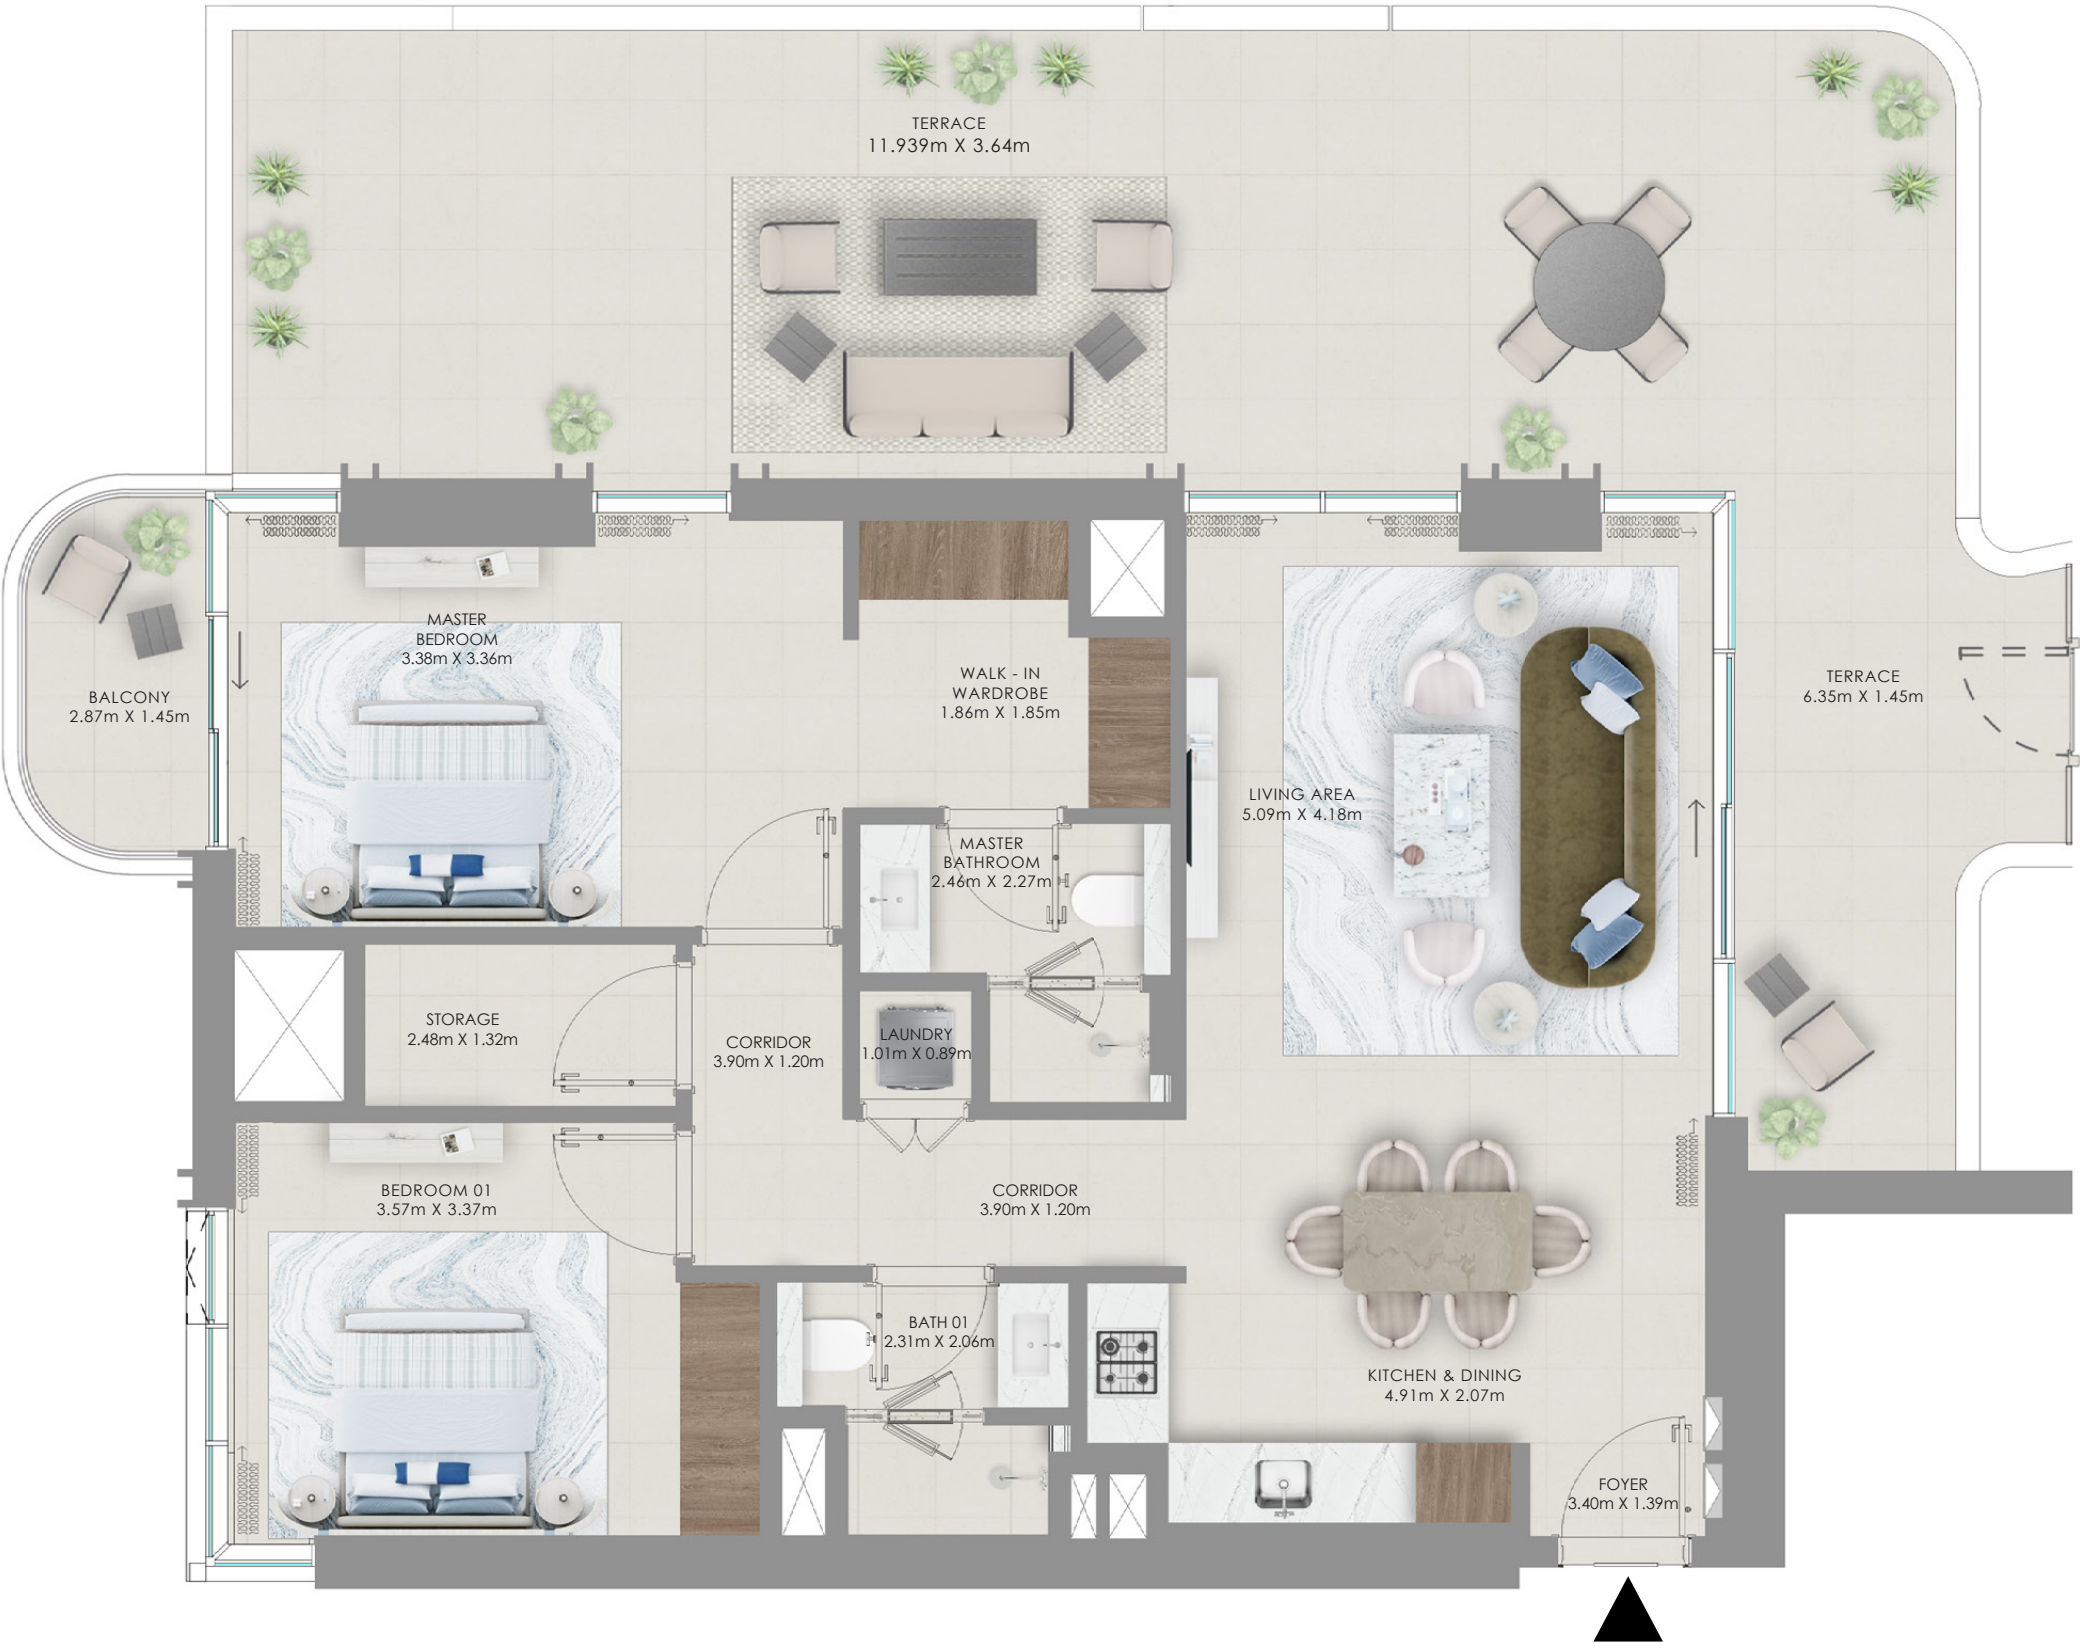 TERRACE
11.939m X 3.64m
MASTER
BEDROOM
3.38m X 3.36m
BALCONY
2.87m X 1.45m
WALK - IN
WARDROBE
1.86m X 1.85m
TERRACE
6.35m X 1.45m
LIVING AREA
5.09m X 4.18m
MASTER
BATHROOM
2.46m X 2.27m
STORAGE
2.48m X 1.32m
CORRIDOR
3.90m X 1.20m
LAUNDRY
1.01m X 0.89m
BEDROOM 01
3.57m X 3.37m
CORRIDOR
3.90m X 1.20m
BATH 01
2.31m X 2.06m
KITCHEN & DINING
4.91m X 2.07m
FOYER
3.40m X 1.39m